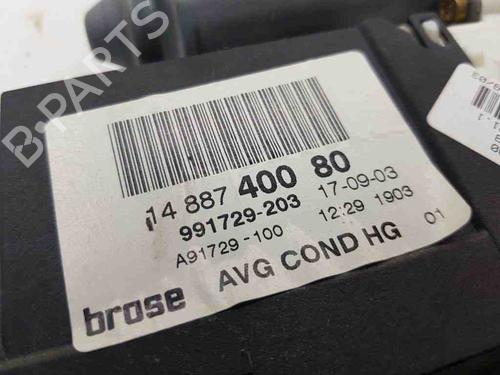 14 887 400 80
991729-203 17-09-03
A91729-100 12:29 1903
brose AVG COND HG 01
B-PARTS